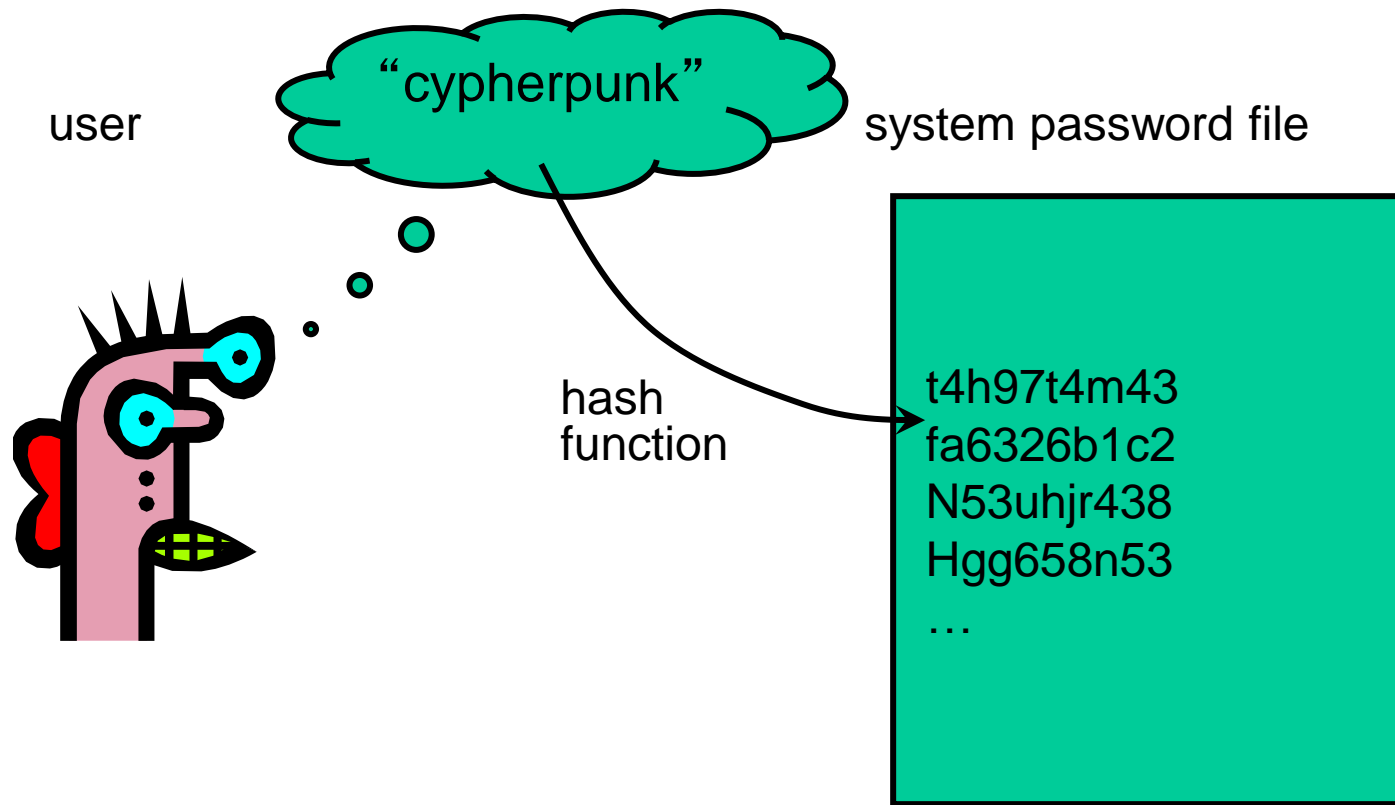 “cypherpunk”
user
system password file
hash
function
t4h97t4m43
fa6326b1c2
N53uhjr438
Hgg658n53
…